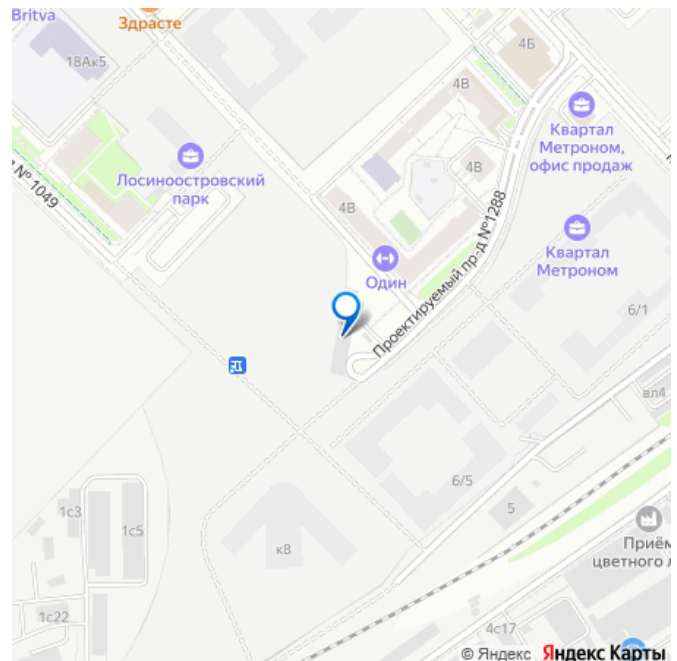 Britva
Здрасте
4Б
18Ак5
4В
Квартал
Метроном,
офис продаж
Лосиноостровский
парк
4В
№ 1049
4В
Проектируемый пр-д №1288
Квартал
Метроном
Один
6/1
вл4
6/5
1с3
1с5
5
к8
Приём
цветного л
1с22
4с17
© Яндекс Яндекс Карты